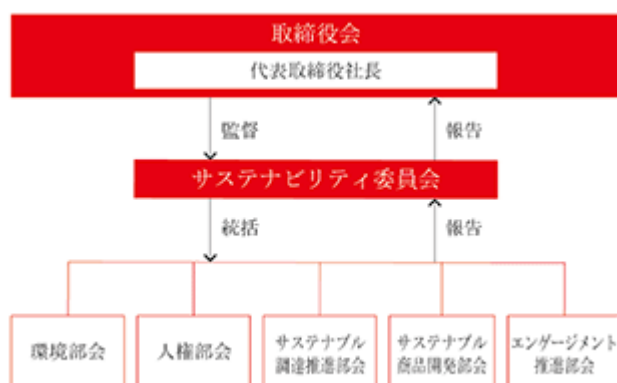 取締役会
代表取締役社長
監督
報告
サステナビリティ委員会
統括
報告
環境部会
人権部会
サステナブル
調達推進部会
サステナブル
商品開発部会
エンゲージメント
推進部会